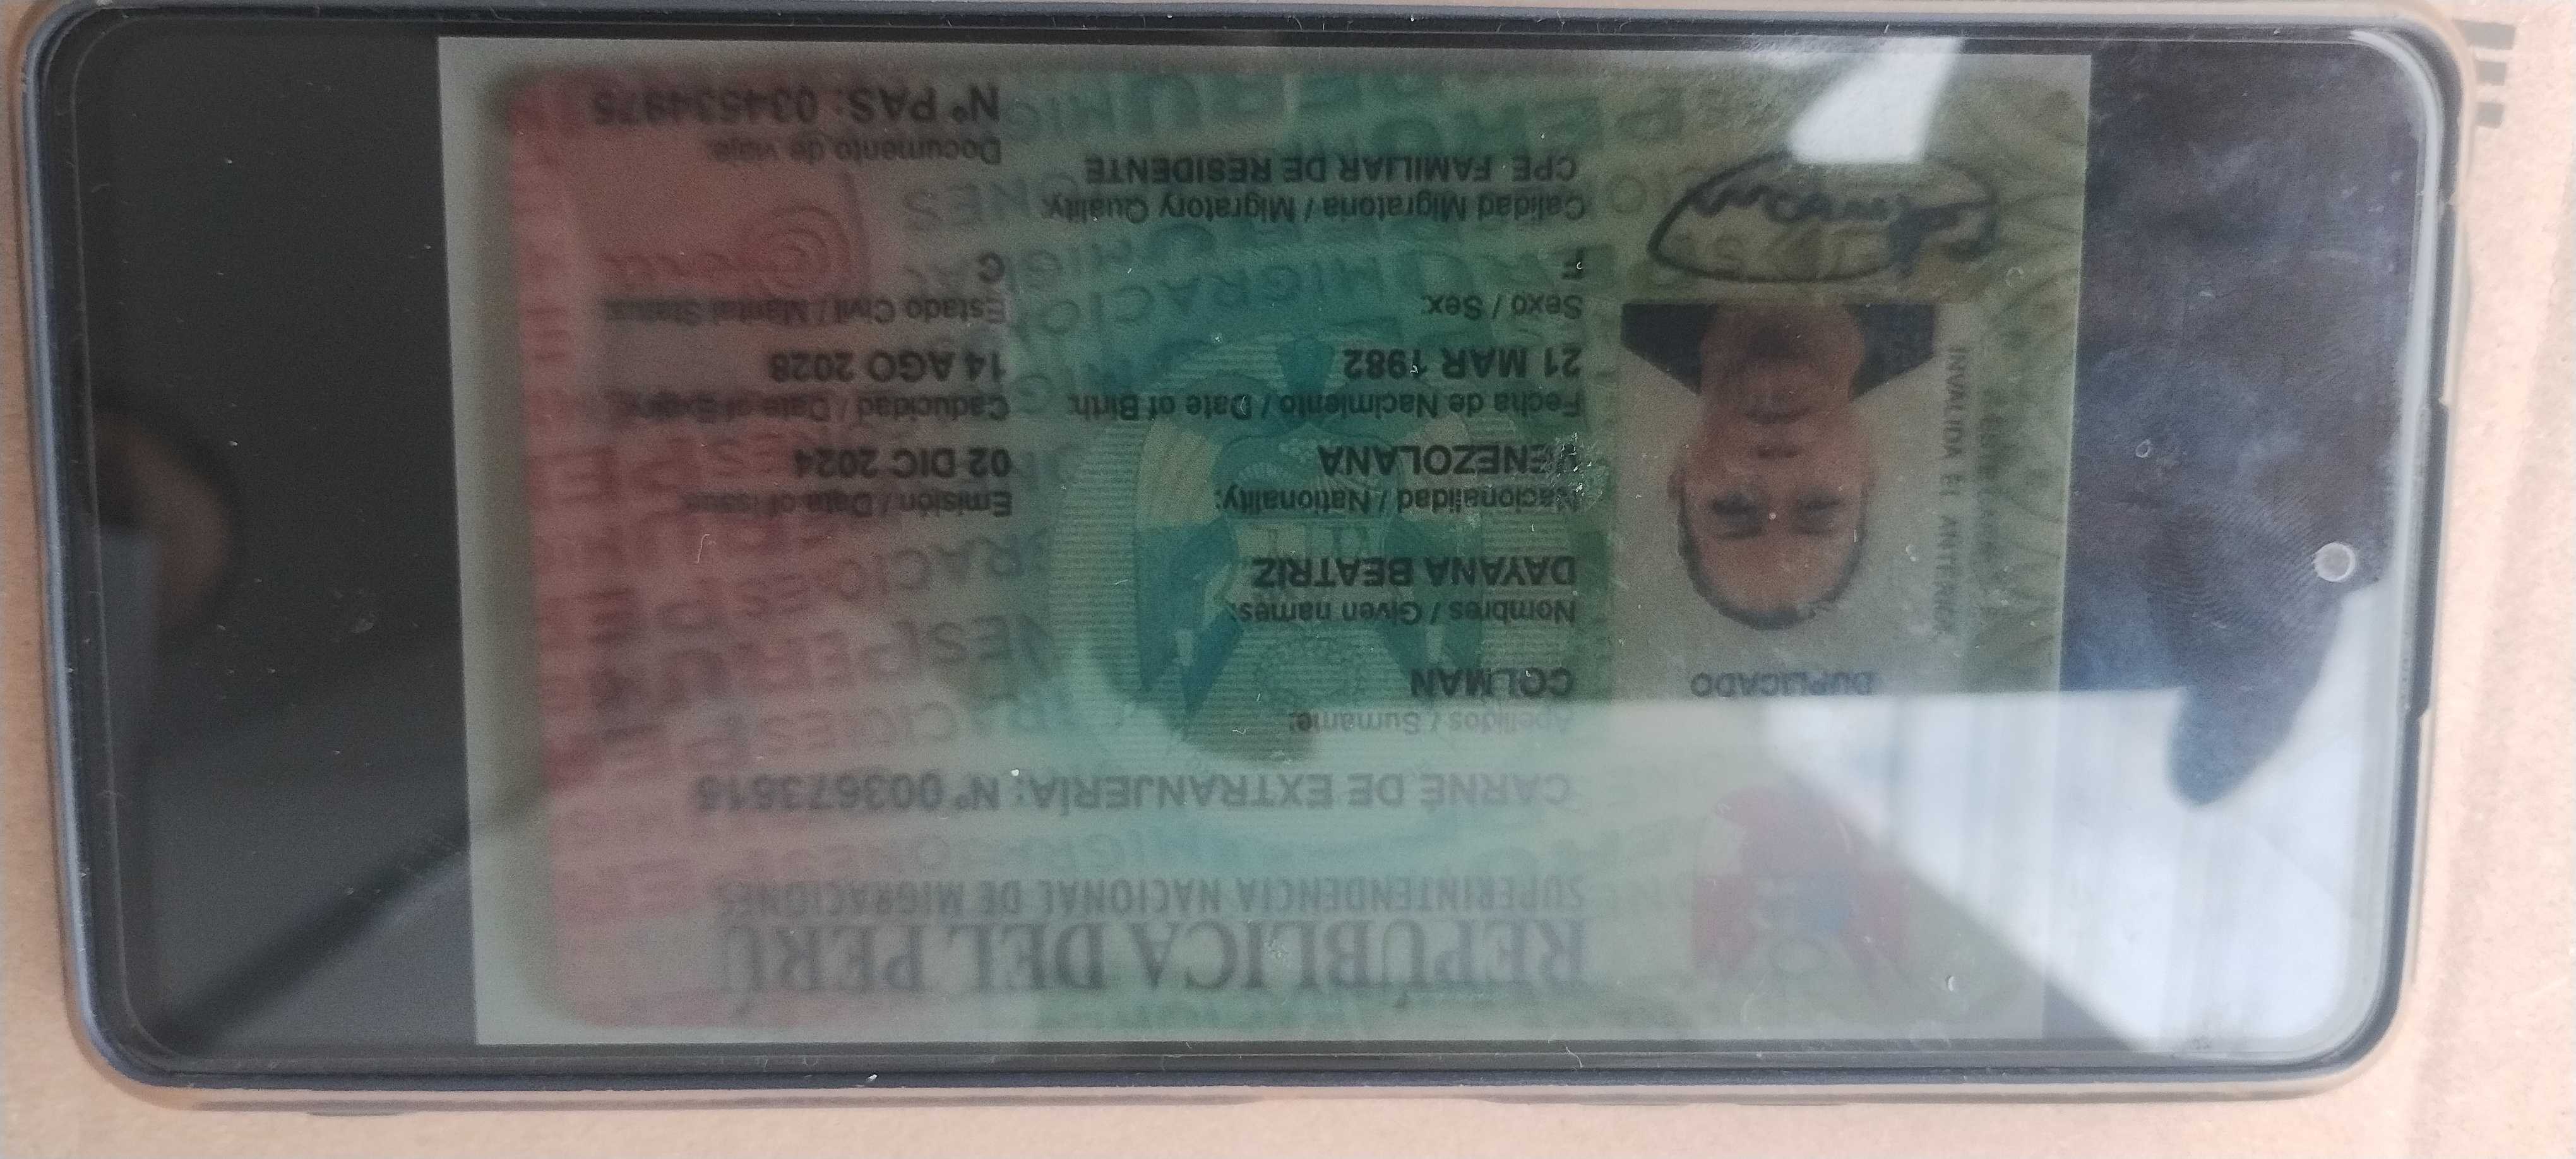 REPÚBLICA DEL PERÚ
SUPERINTENDENCIA NACIONAL DE MIGRACIONES
CARNÉ DE EXTRANJERÍA: Nº
Apellidos / Surname:
COLMAN
DUPLICADO
Nombres / Given names:
DAYANA BEATRIZ
Nacionalidad / Nationality:
VENEZOLANA
Emisión / Date of Issue:
02 DIC 2024
Fecha de Nacimiento / Date of Birth:
21 MAR 1982
Caducidad / Date of Expiry:
14 AGO 2028
Sexo / Sex:
F
Estado Civil / Marital Status:
C
Calidad Migratoria / Migratory Quality:
CPE FAMILIAR DE RESIDENTE
Documento de viaje:
Nº PAS:
INVALIDA EL ANTERIOR